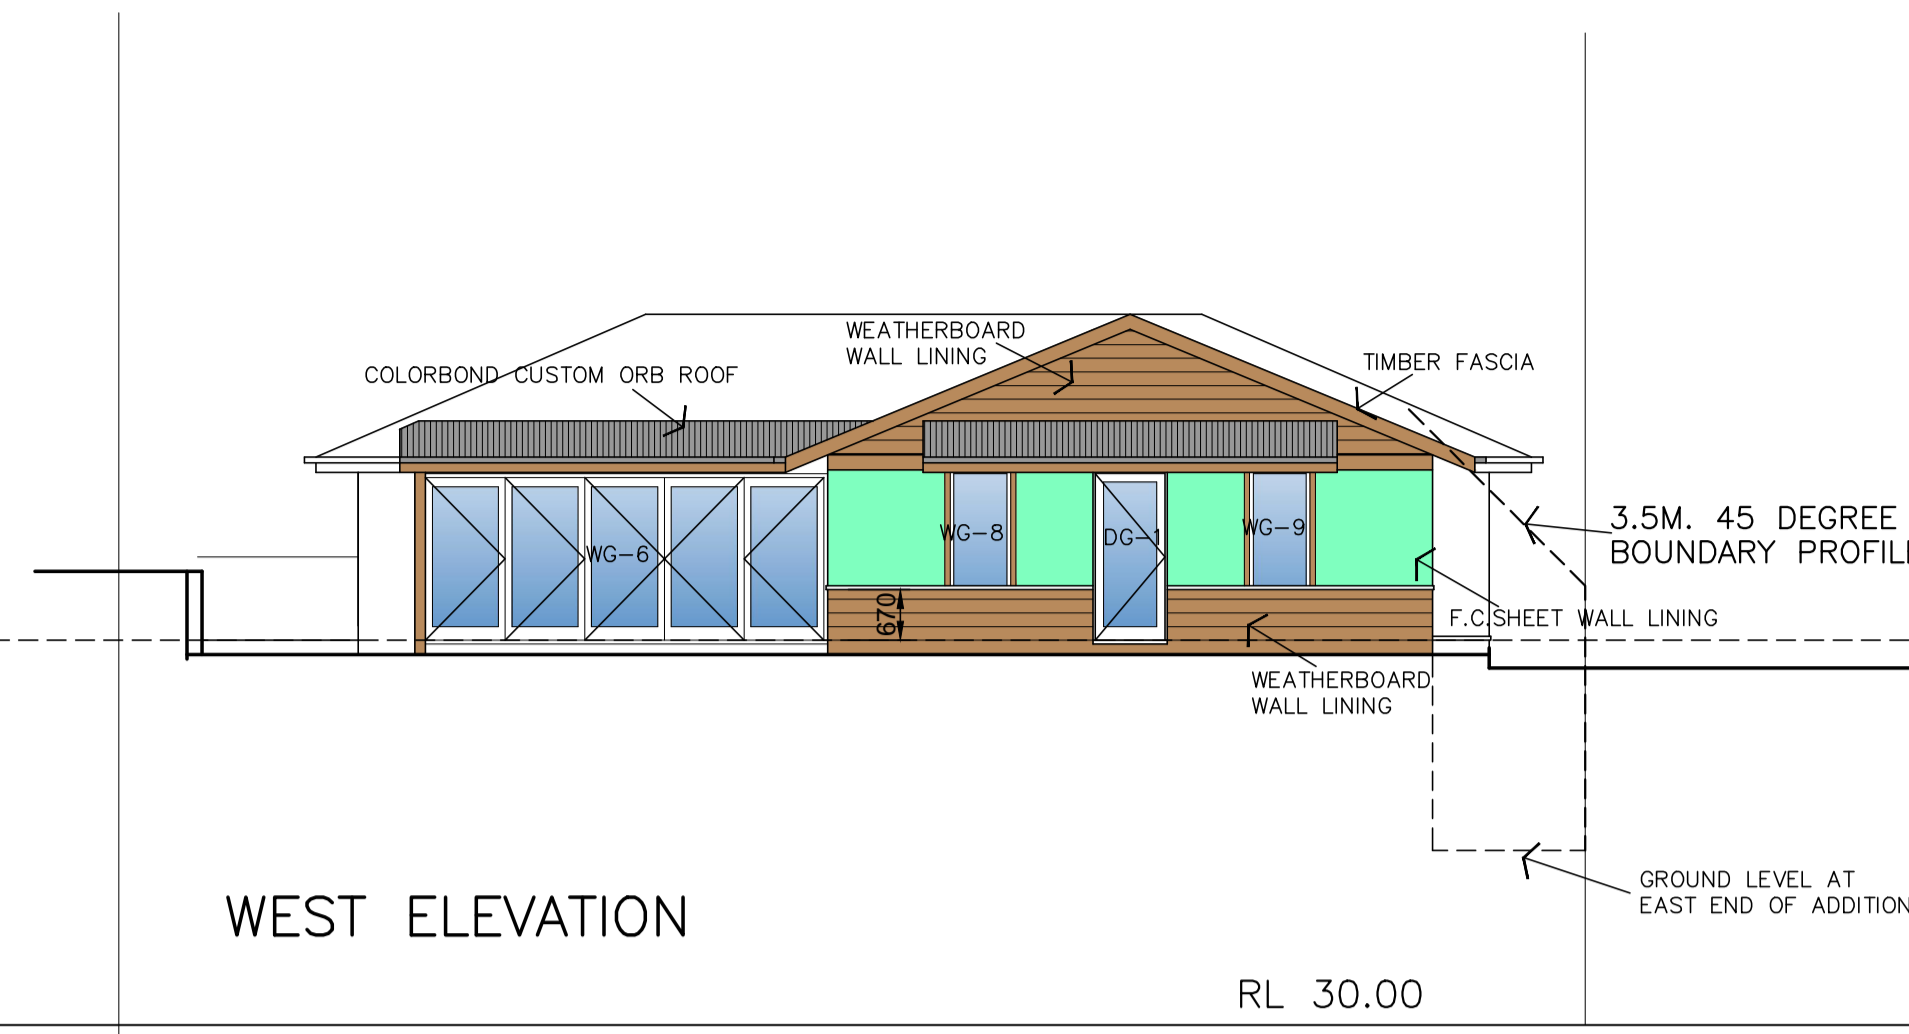 WEATHERBOARD
WALL LINING
COLORBOND CUSTOM ORB ROOF
TIMBER FASCIA
3.5M. 45 DEGREE
BOUNDARY PROFILE
WG-6
WG-8
DG-1
WG-9
670
F.C.SHEET WALL LINING
WEATHERBOARD
WALL LINING
GROUND LEVEL AT
EAST END OF ADDITION
WEST ELEVATION
RL 30.00